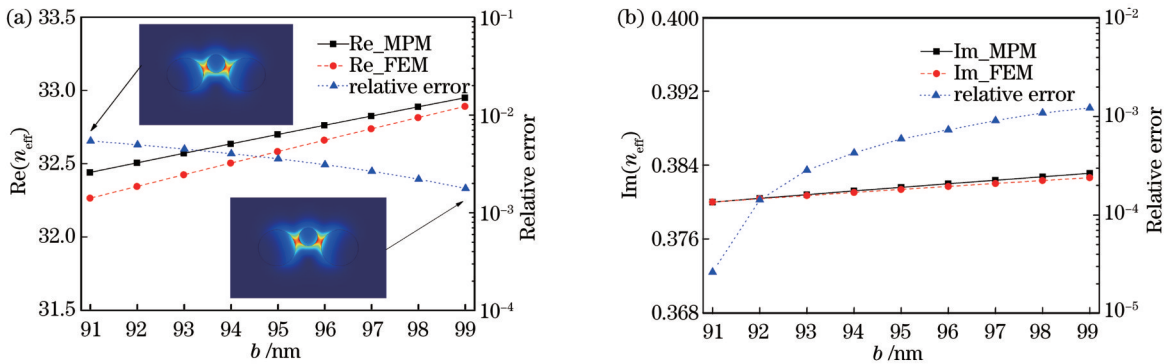 (a)
33.5
33.0
32.5
32.0
31.5
Re(n_eff)
Re_MPM
Re_FEM
relative error
10^-1
10^-2
10^-3
10^-4
Relative error
91 92 93 94 95 96 97 98 99
b /nm
(b)
0.400
0.392
0.384
0.376
0.368
Im(n_eff)
Im_MPM
Im_FEM
relative error
10^-2
10^-3
10^-4
10^-5
Relative error
91 92 93 94 95 96 97 98 99
b /nm